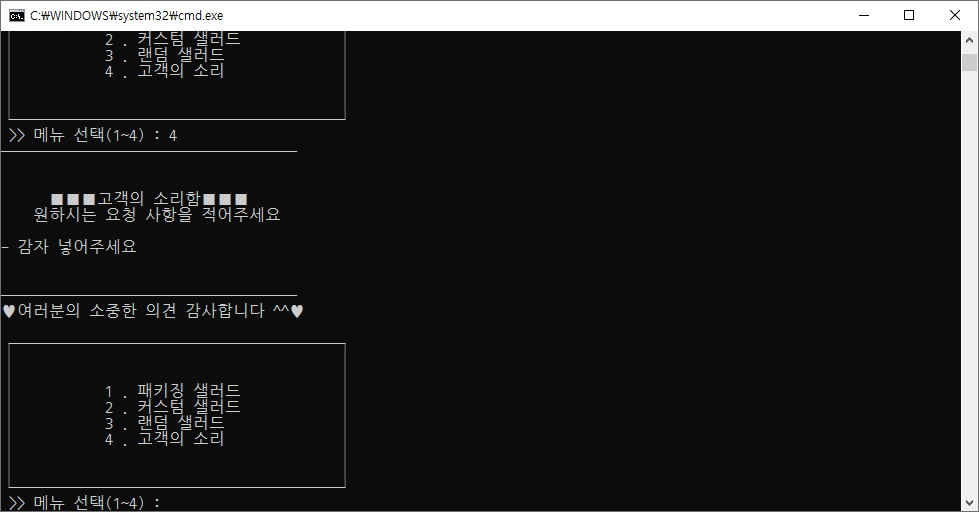 C:₩WINDOWS₩system32₩cmd.exe
2 . 커스텀 샐러드
3 . 랜덤 샐러드
4 . 고객의 소리
>> 메뉴 선택(1~4) : 4
■■■고객의 소리함■■■
원하시는 요청 사항을 적어주세요
- 감자 넣어주세요
♥여러분의 소중한 의견 감사합니다 ^^♥
1 . 패키징 샐러드
2 . 커스텀 샐러드
3 . 랜덤 샐러드
4 . 고객의 소리
>> 메뉴 선택(1~4) :